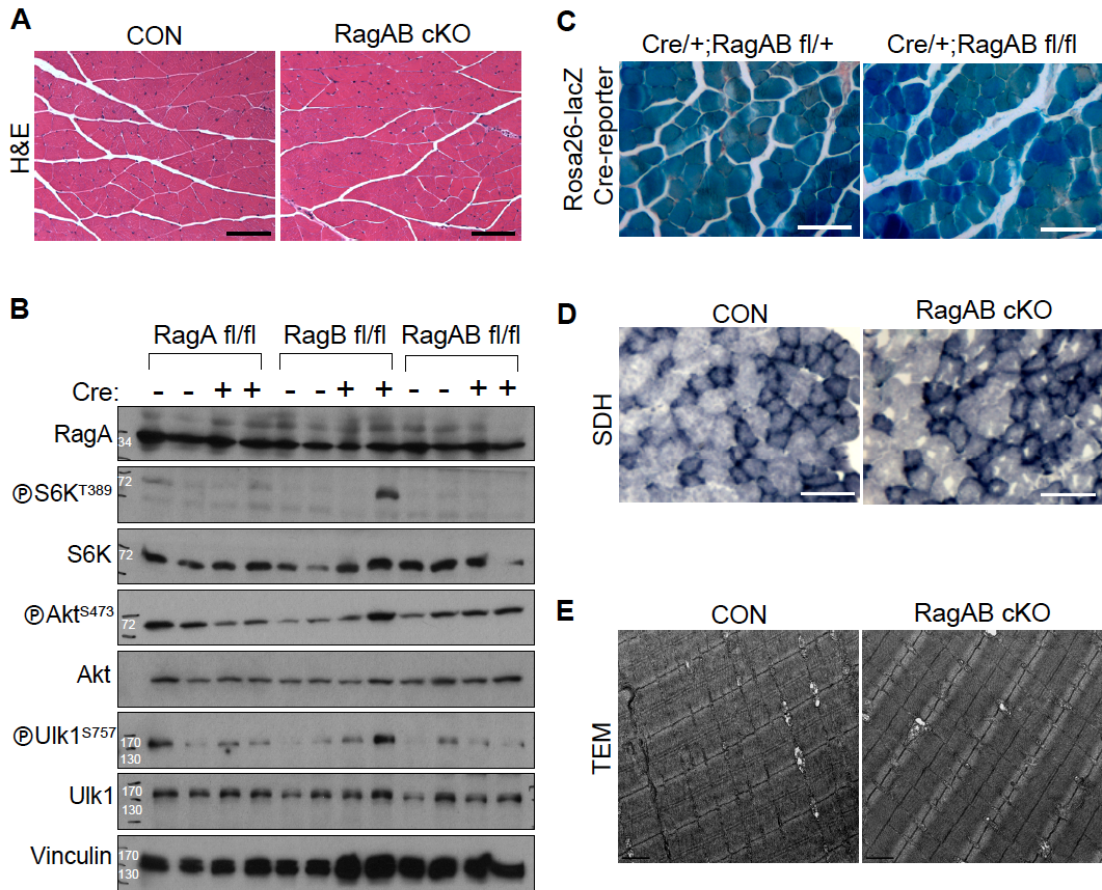 A
CON
RagAB cKO
H&E
B
RagA fl/fl
RagB fl/fl
RagAB fl/fl
Cre: - - + + - - + + - - + +
RagA
34
ⓅS6K^T389
72
S6K
72
ⓅAkt^S473
72
Akt
ⓅUlk1^S757
170
130
Ulk1
170
130
Vinculin
170
130
C
Cre/+;RagAB fl/+
Cre/+;RagAB fl/fl
Rosa26-lacZ
Cre-reporter
D
CON
RagAB cKO
SDH
E
CON
RagAB cKO
TEM